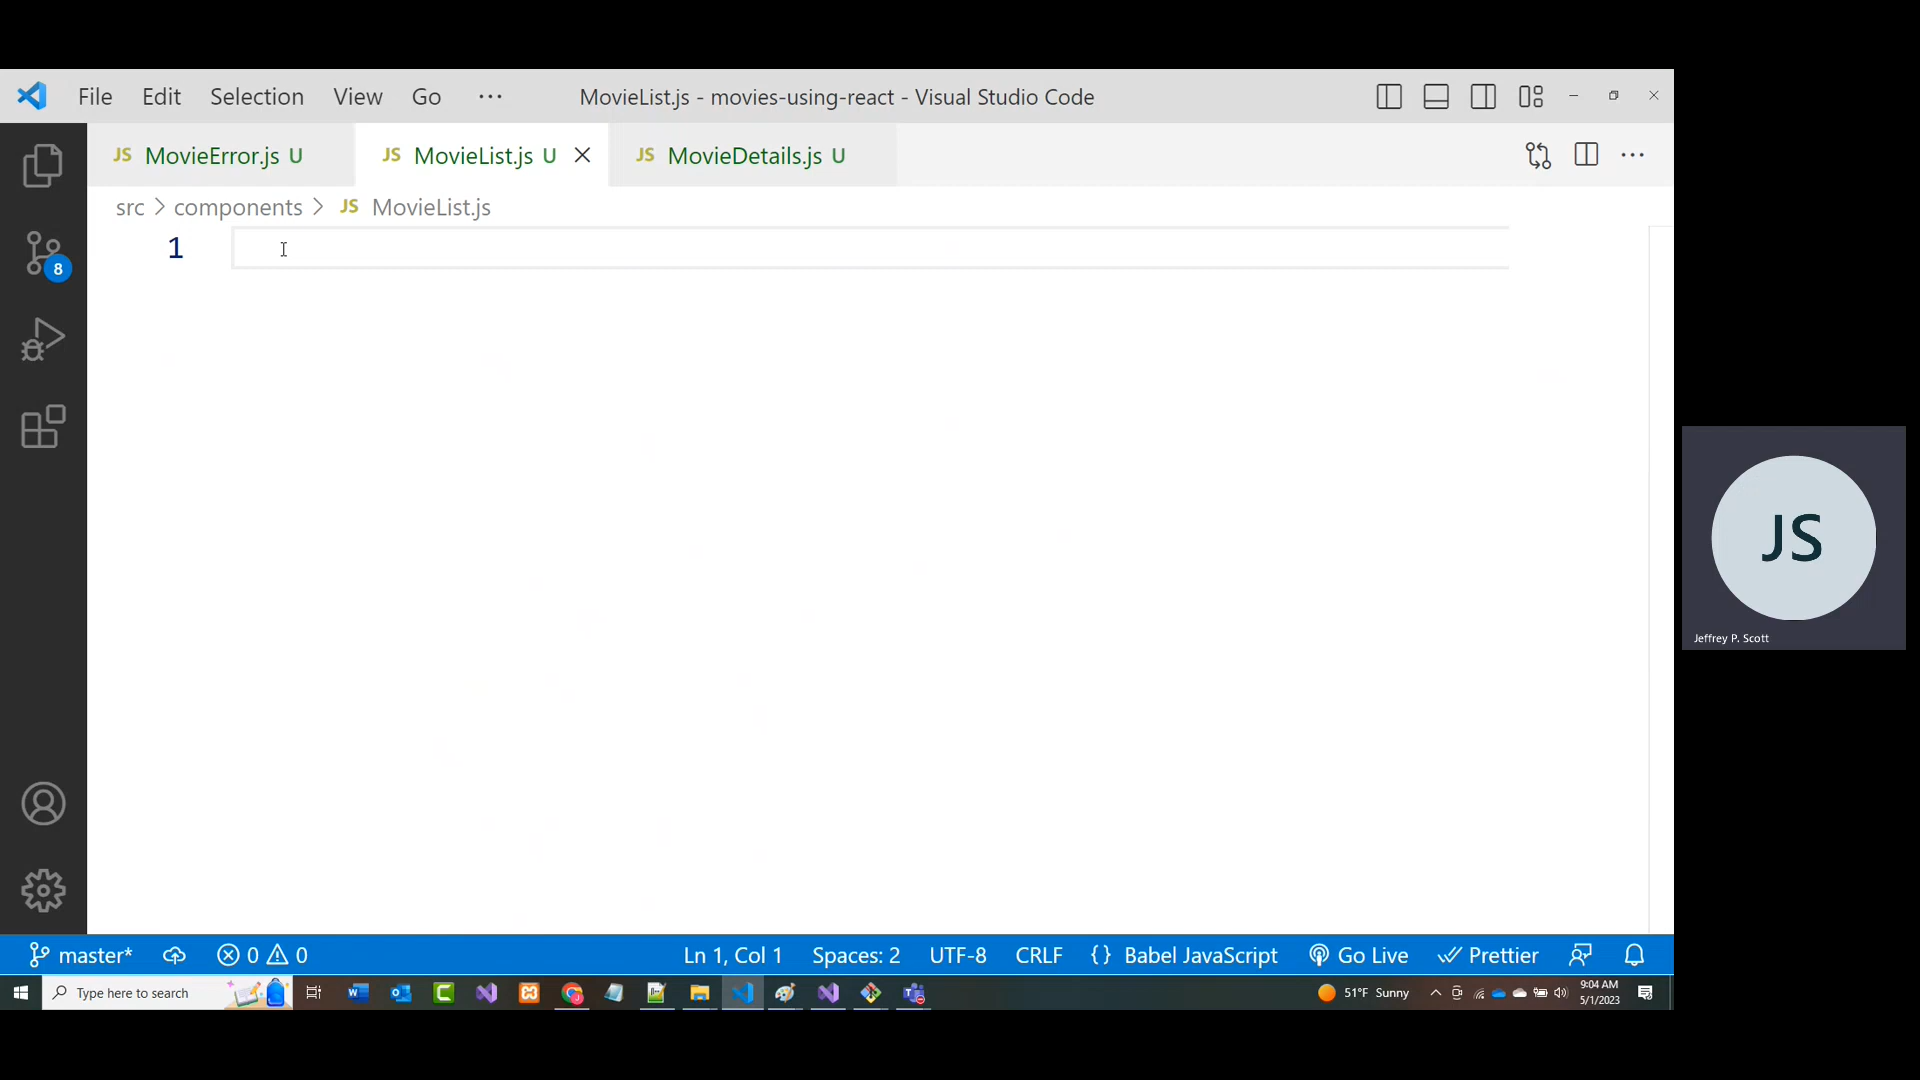 File Edit Selection View Go ··· MovieList.js - movies-using-react - Visual Studio Code
JS MovieError.js U JS MovieList.js U JS MovieDetails.js U
src > components > JS MovieList.js
1
8
JS
Jeffrey P. Scott
master* 0 0 Ln 1, Col 1 Spaces: 2 UTF-8 CRLF {} Babel JavaScript Go Live Prettier
Type here to search 51°F Sunny 9:04 AM
5/1/2023